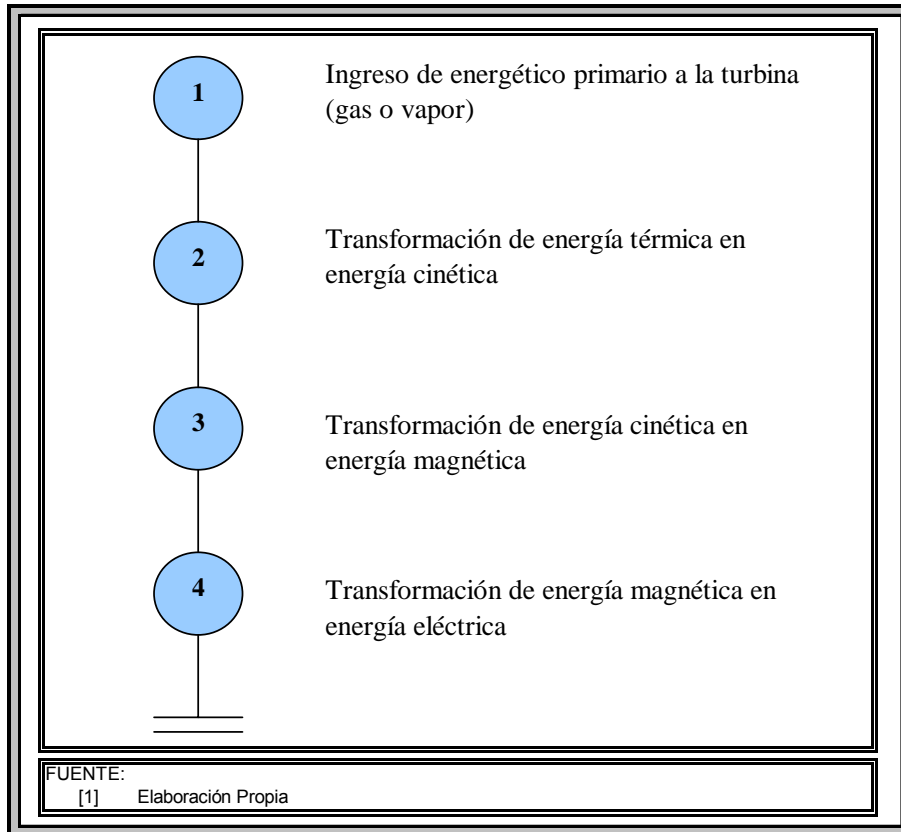 1
Ingreso de energético primario a la turbina
(gas o vapor)
2
Transformación de energía térmica en
energía cinética
3
Transformación de energía cinética en
energía magnética
4
Transformación de energía magnética en
energía eléctrica
FUENTE:
[1] Elaboración Propia